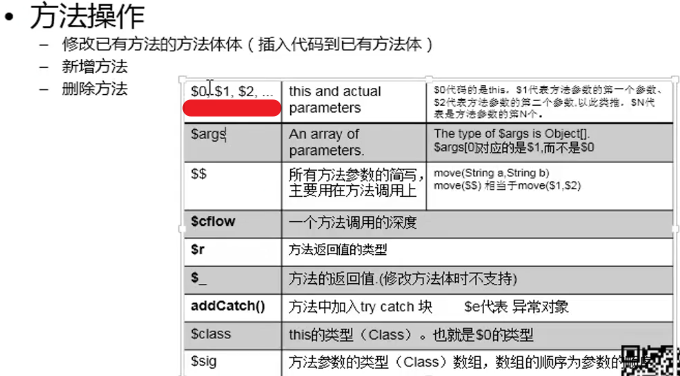 • 方法操作
– 修改已有方法的方法体体（插入代码到已有方法体）
– 新增方法
– 删除方法
$0, $1, $2, ...
this and actual
parameters
$0代码的是this，$1代表方法参数的第一个参数、
$2代表方法参数的第二个参数,以此类推，$N代
表是方法参数的第N个。
$args
An array of
parameters.
The type of $args is Object[].
$args[0]对应的是$1,而不是$0
$$
所有方法参数的简写，
主要用在方法调用上
move(String a,String b)
move($$) 相当于move($1,$2)
$cflow
一个方法调用的深度
$r
方法返回值的类型
$_
方法的返回值.(修改方法体时不支持)
addCatch()
方法中加入try catch 块 $e代表 异常对象
$class
this的类型（Class）。也就是$0的类型
$sig
方法参数的类型（Class）数组，数组的顺序为参数的顺序